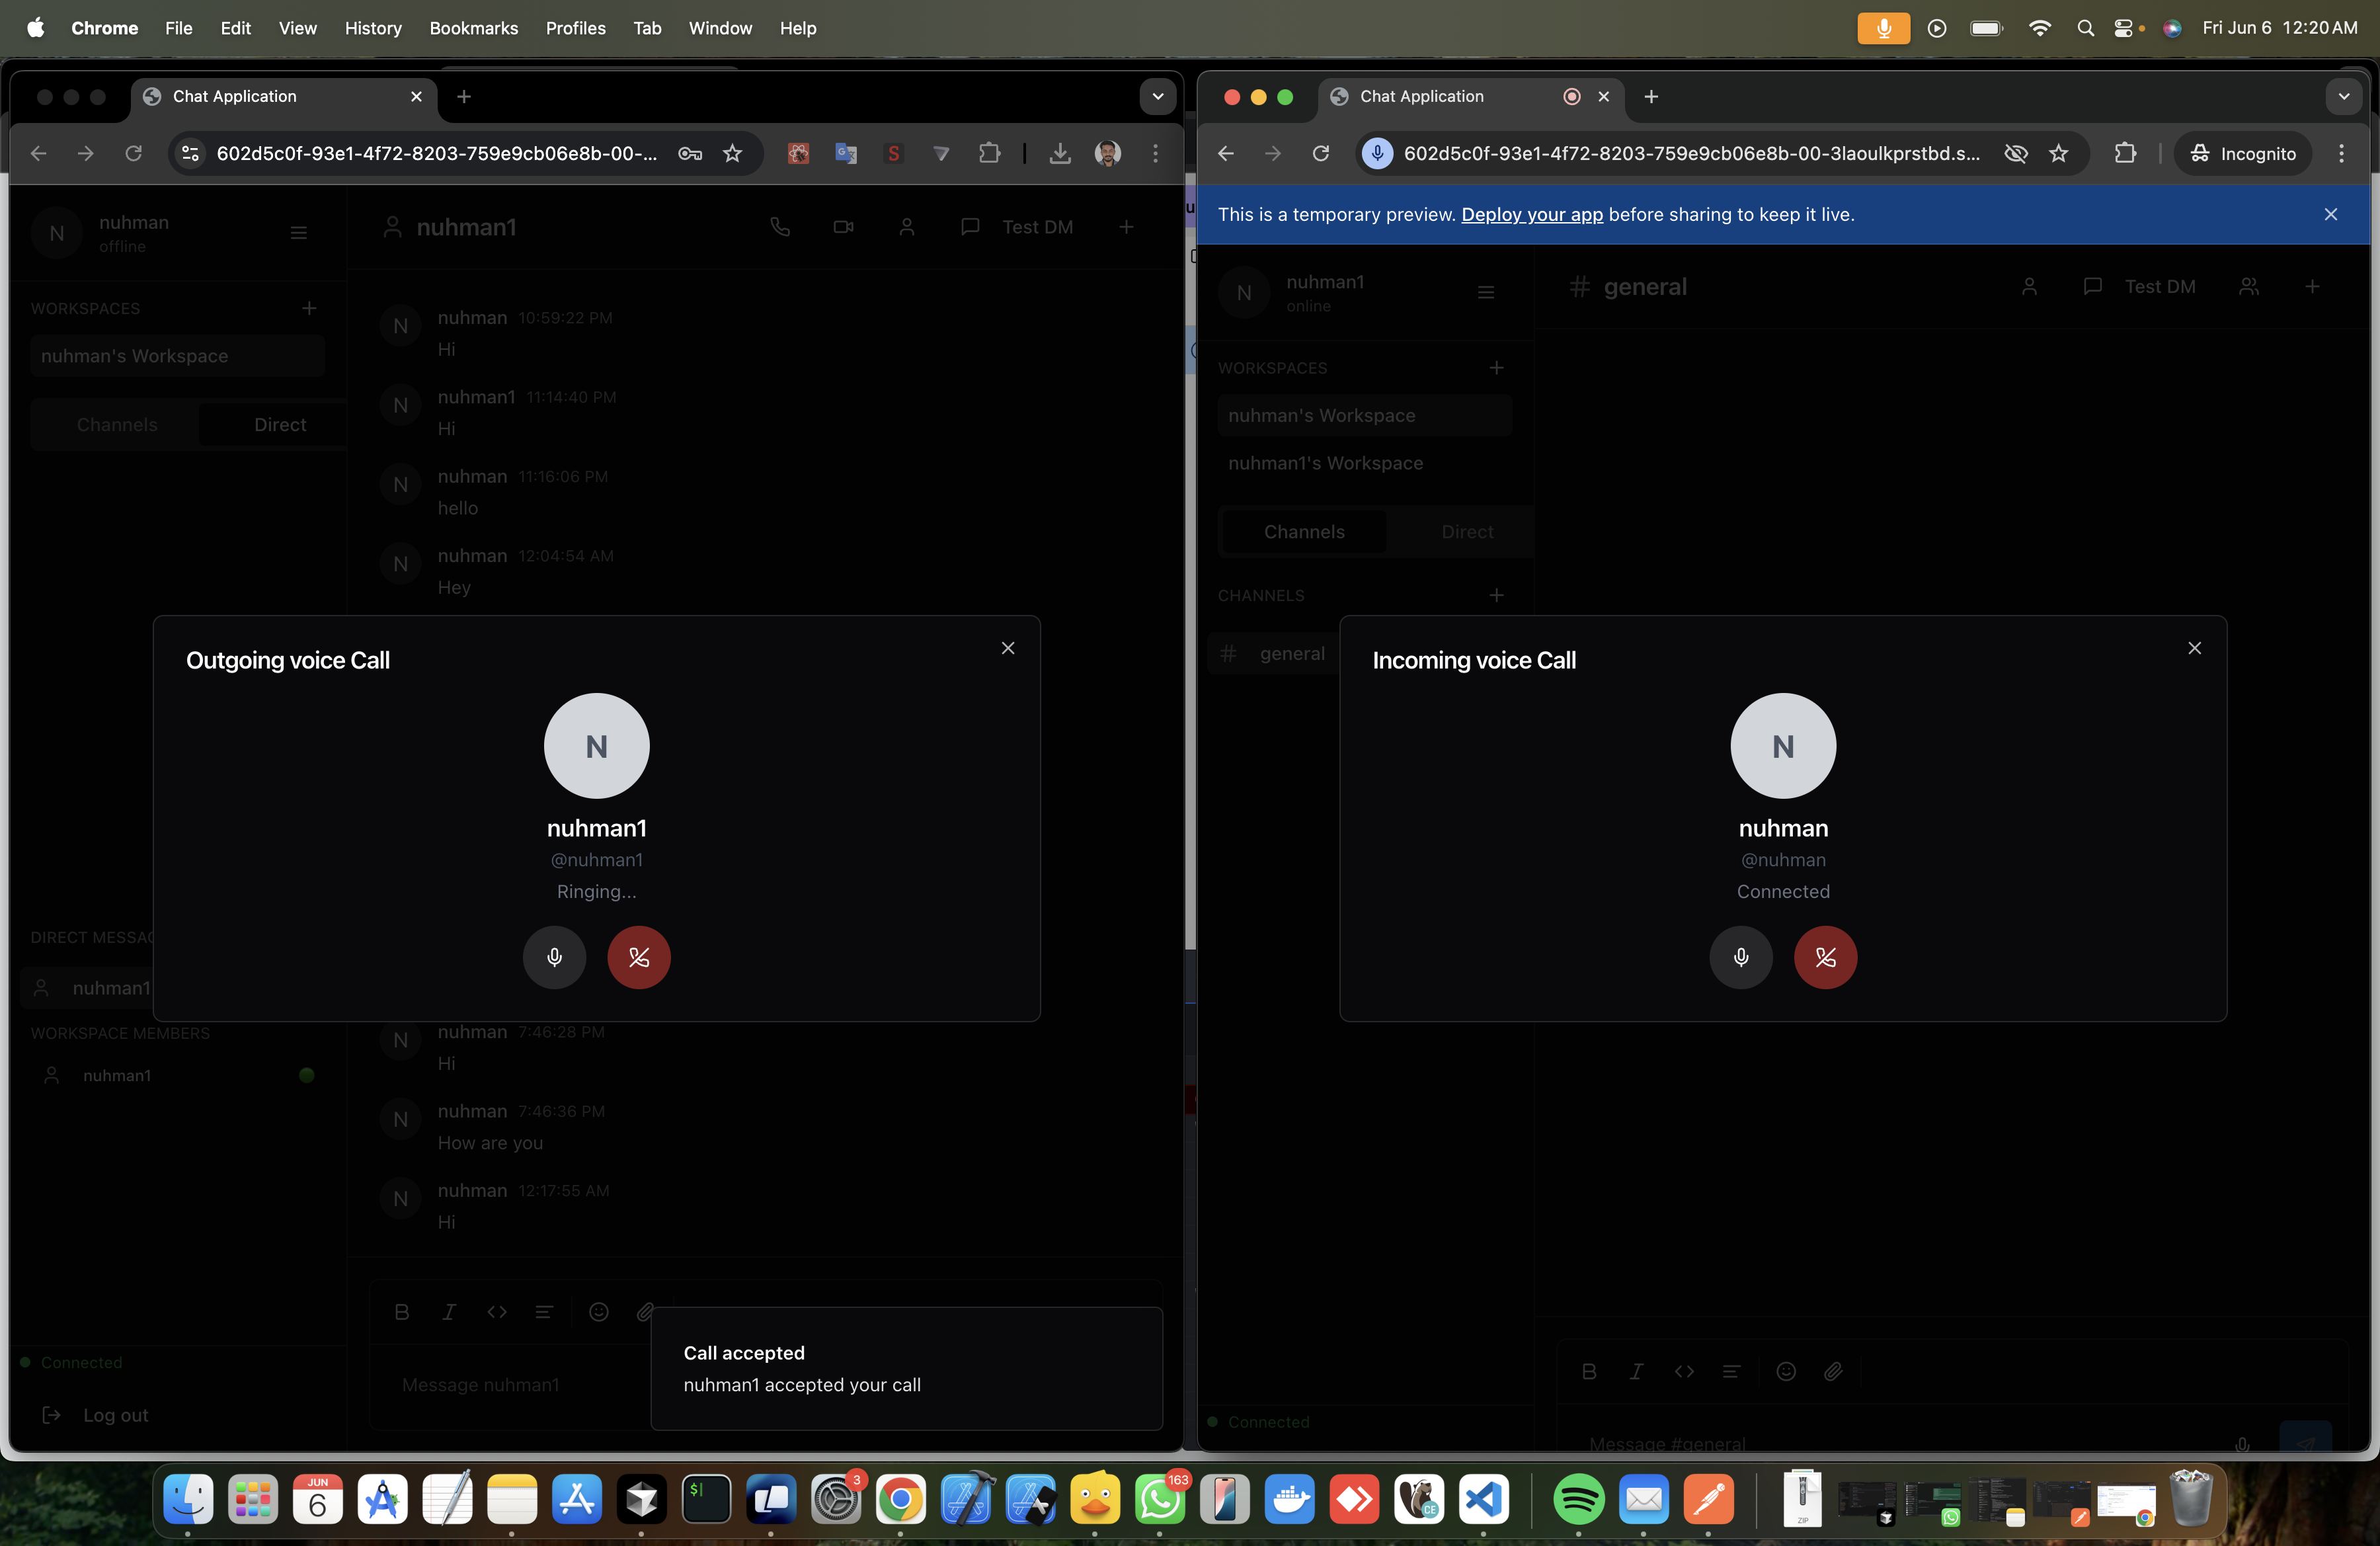 Chrome File Edit View History Bookmarks Profiles Tab Window Help
Fri Jun 6 12:20 AM
Chat Application
602d5c0f-93e1-4f72-8203-759e9cb06e8b-00-...
N
nuhman
offline
WORKSPACES
nuhman's Workspace
Channels Direct
DIRECT MESSAG
nuhman1
WORKSPACE MEMBERS
nuhman1
Connected
Log out
nuhman1
Test DM
N
nuhman 10:59:22 PM
Hi
N
nuhman1 11:14:40 PM
Hi
N
nuhman 11:16:06 PM
hello
N
nuhman 12:04:54 AM
Hey
Outgoing voice Call
N
nuhman1
@nuhman1
Ringing...
N
nuhman 7:46:28 PM
Hi
N
nuhman 7:46:36 PM
How are you
N
nuhman 12:17:55 AM
Hi
Message nuhman1
Call accepted
nuhman1 accepted your call
Chat Application
602d5c0f-93e1-4f72-8203-759e9cb06e8b-00-3laoulkprstbd.s...
Incognito
This is a temporary preview. Deploy your app before sharing to keep it live.
N
nuhman1
online
WORKSPACES
nuhman's Workspace
nuhman1's Workspace
Channels Direct
CHANNELS
# general
Connected
# general
Test DM
Incoming voice Call
N
nuhman
@nuhman
Connected
Message #general
JUN
6
3
163
CE
ZIP